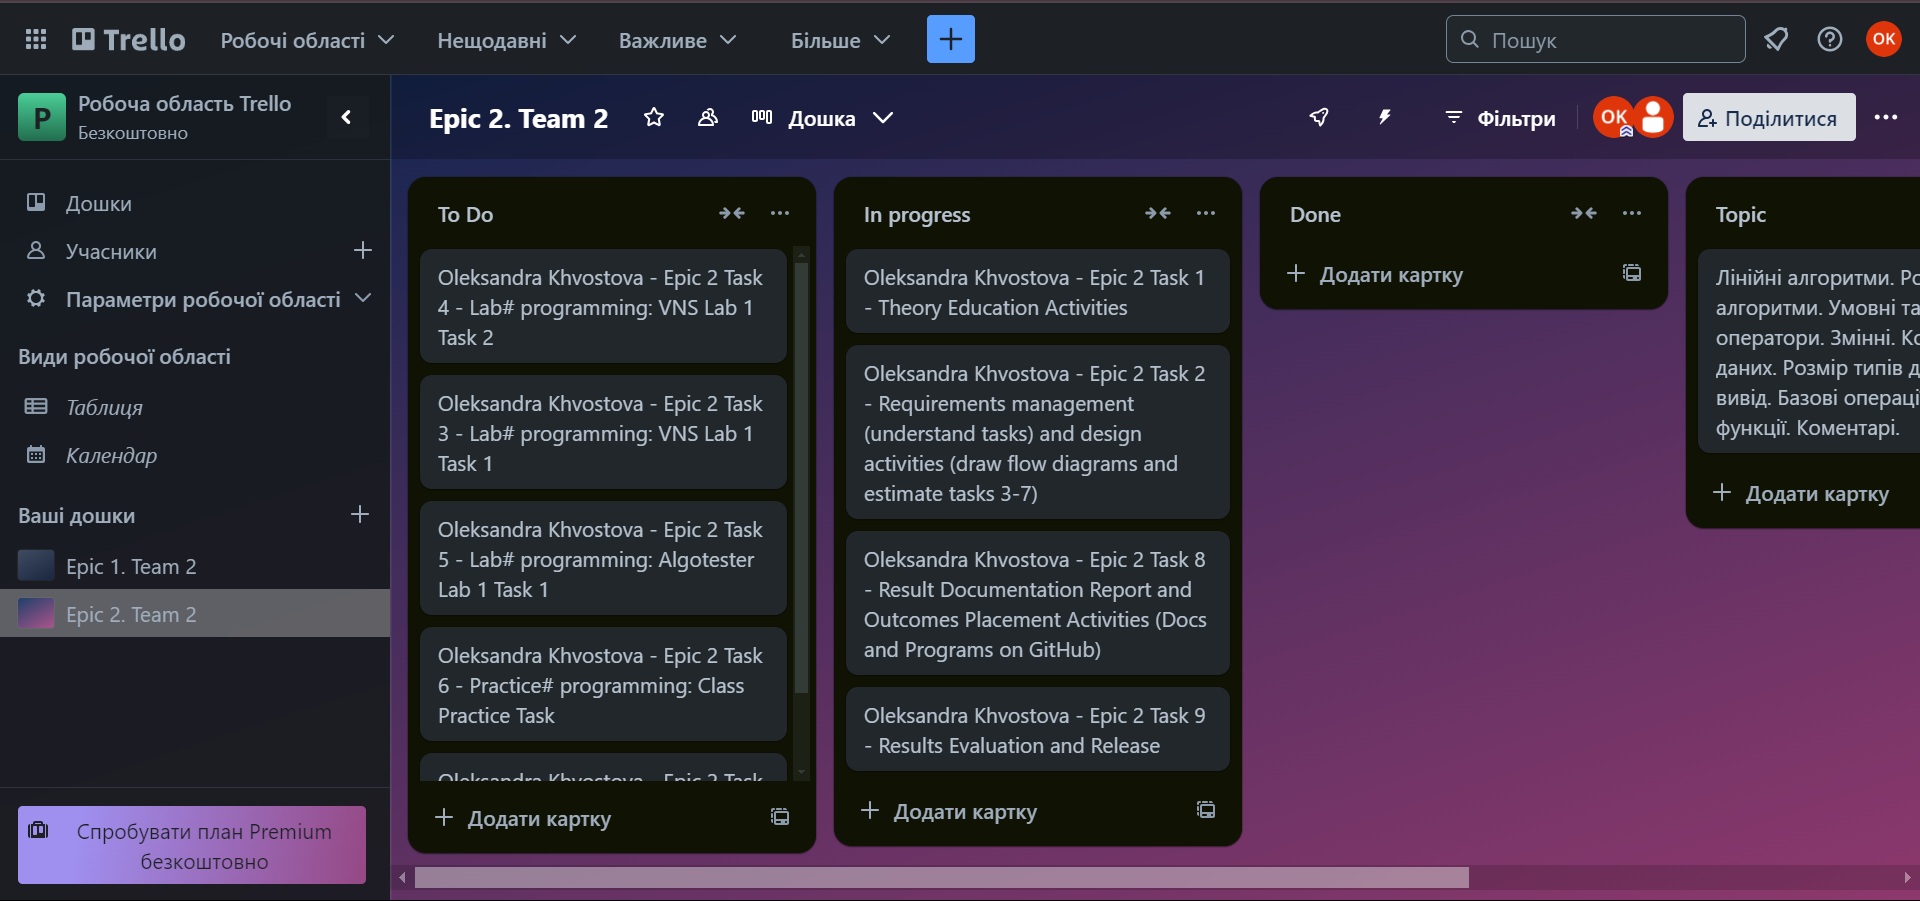 Trello
Робочі області
Нещодавні
Важливе
Більше
Пошук
OK
P
Робоча область Trello
Безкоштовно
Дошки
Учасники
Параметри робочої області
Види робочої області
Таблиця
Календар
Ваші дошки
Epic 1. Team 2
Epic 2. Team 2
Спробувати план Premium
безкоштовно
Epic 2. Team 2
Дошка
Фільтри
OK
Поділитися
To Do
Oleksandra Khvostova - Epic 2 Task
4 - Lab# programming: VNS Lab 1
Task 2
Oleksandra Khvostova - Epic 2 Task
3 - Lab# programming: VNS Lab 1
Task 1
Oleksandra Khvostova - Epic 2 Task
5 - Lab# programming: Algotester
Lab 1 Task 1
Oleksandra Khvostova - Epic 2 Task
6 - Practice# programming: Class
Practice Task
Oleksandra Khvostova - Epic 2 Task
Додати картку
In progress
Oleksandra Khvostova - Epic 2 Task 1
- Theory Education Activities
Oleksandra Khvostova - Epic 2 Task 2
- Requirements management
(understand tasks) and design
activities (draw flow diagrams and
estimate tasks 3-7)
Oleksandra Khvostova - Epic 2 Task 8
- Result Documentation Report and
Outcomes Placement Activities (Docs
and Programs on GitHub)
Oleksandra Khvostova - Epic 2 Task 9
- Results Evaluation and Release
Додати картку
Done
Додати картку
Topic
Лінійні алгоритми. Ро
алгоритми. Умовні та
оператори. Змінні. Ко
даних. Розмір типів д
вивід. Базові операці
функції. Коментарі.
Додати картку